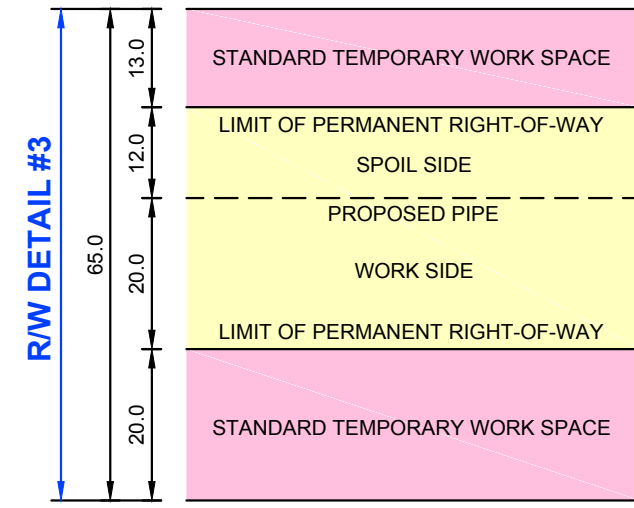 R/W DETAIL #3
65.0
13.0
12.0
20.0
20.0
STANDARD TEMPORARY WORK SPACE
LIMIT OF PERMANENT RIGHT-OF-WAY
SPOIL SIDE
PROPOSED PIPE
WORK SIDE
LIMIT OF PERMANENT RIGHT-OF-WAY
STANDARD TEMPORARY WORK SPACE